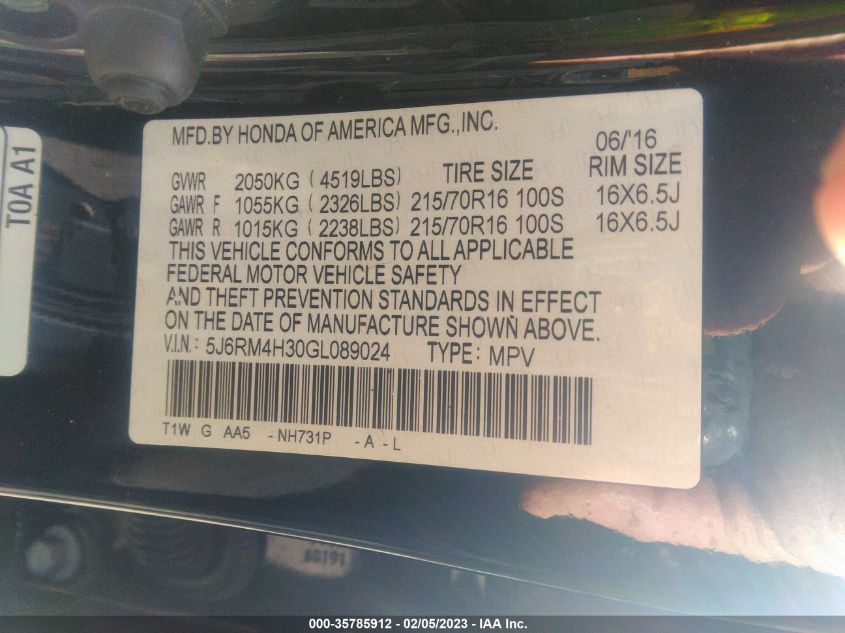 MFD.BY HONDA OF AMERICA MFG.,INC.
06/'16
GVWR 2050KG (4519LBS) TIRE SIZE RIM SIZE
GAWR F 1055KG (2326LBS) 215/70R16 100S 16X6.5J
GAWR R 1015KG (2238LBS) 215/70R16 100S 16X6.5J
THIS VEHICLE CONFORMS TO ALL APPLICABLE
FEDERAL MOTOR VEHICLE SAFETY
AND THEFT PREVENTION STANDARDS IN EFFECT
ON THE DATE OF MANUFACTURE SHOWN ABOVE.
V.I.N.: 5J6RM4H30GL089024 TYPE: MPV
T1W G AA5 -NH731P -A -L
T0A A1
16159
000-35785912 - 02/05/2023 - IAA Inc.